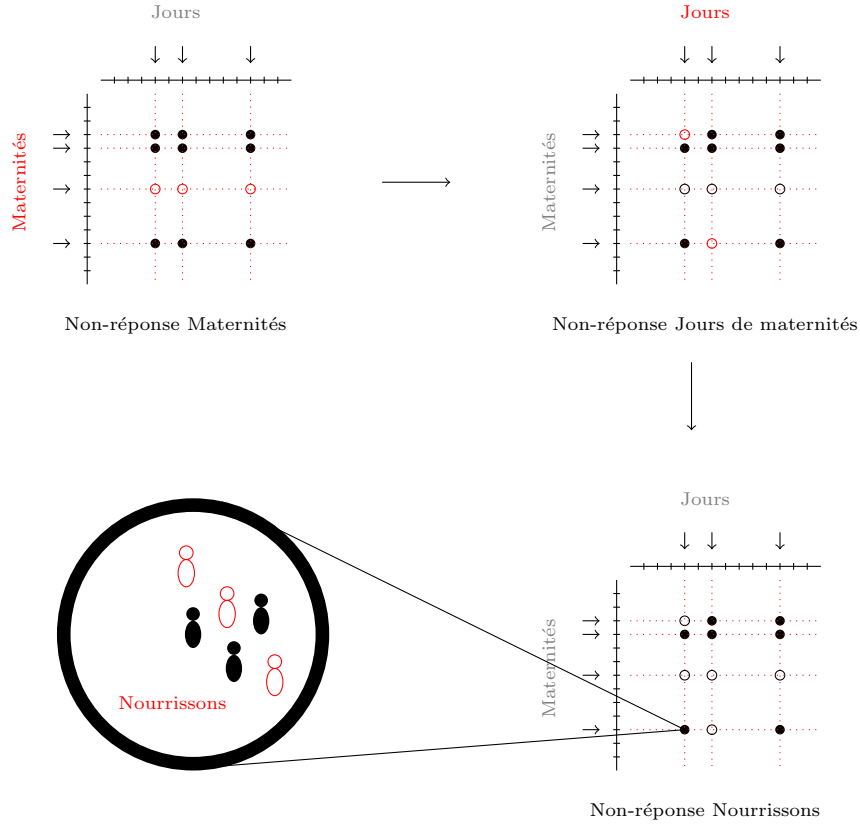 Jours
Maternités
Non-réponse Maternités
Jours
Maternités
Non-réponse Jours de maternités
Nourrissons
Jours
Maternités
Non-réponse Nourrissons